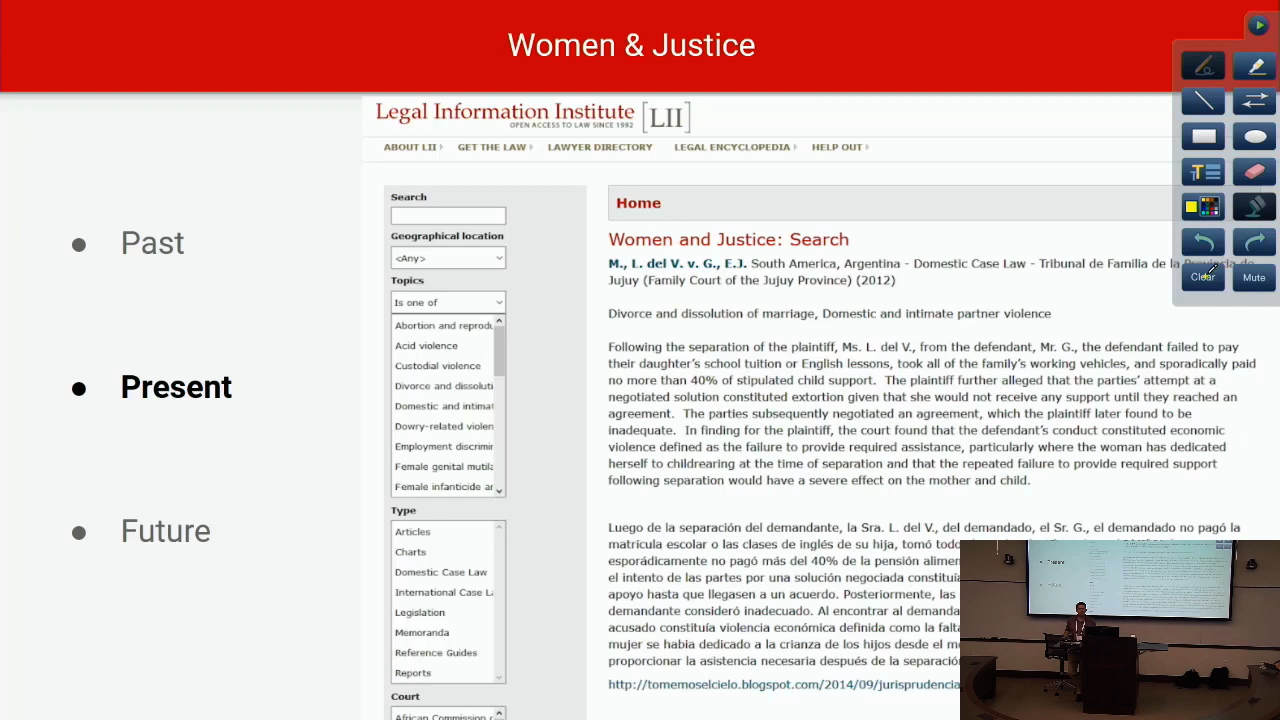 Women & Justice
Legal Information Institute [LII]
OPEN ACCESS TO LAW SINCE 1992
ABOUT LII GET THE LAW LAWYER DIRECTORY LEGAL ENCYCLOPEDIA HELP OUT
Past
Present
Future
Search
Geographical location
<Any>
Topics
Is one of
Abortion and reprodu
Acid violence
Custodial violence
Divorce and dissoluti
Domestic and intimat
Dowry-related violen
Employment discrimin
Female genital mutila
Female infanticide an
Type
Articles
Charts
Domestic Case Law
International Case La
Legislation
Memoranda
Reference Guides
Reports
Court
African Commission
Home
Women and Justice: Search
M., L. del V. v. G., E.J. South America, Argentina - Domestic Case Law - Tribunal de Familia de la Provincia de
Jujuy (Family Court of the Jujuy Province) (2012)
Divorce and dissolution of marriage, Domestic and intimate partner violence
Following the separation of the plaintiff, Ms. L. del V., from the defendant, Mr. G., the defendant failed to pay
their daughter's school tuition or English lessons, took all of the family's working vehicles, and sporadically paid
no more than 40% of stipulated child support. The plaintiff further alleged that the parties' attempt at a
negotiated solution constituted extortion given that she would not receive any support until they reached an
agreement. The parties subsequently negotiated an agreement, which the plaintiff later found to be
inadequate. In finding for the plaintiff, the court found that the defendant's conduct constituted economic
violence defined as the failure to provide required assistance, particularly where the woman has dedicated
herself to childrearing at the time of separation and that the repeated failure to provide required support
following separation would have a severe effect on the mother and child.
Luego de la separación del demandante, la Sra. L. del V., del demandado, el Sr. G., el demandado no pagó la
matrícula escolar o las clases de inglés de su hija, tomó todo
esporádicamente no pagó más del 40% de la pensión alimen
el intento de las partes por una solución negociada constituía
apoyo hasta que llegasen a un acuerdo. Posteriormente, las
demandante consideró inadecuado. Al encontrar al demanda
acusado constituía violencia económica definida como la falta
mujer se habia dedicado a la crianza de los hijos desde el mo
proporcionar la asistencia necesaria después de la separación
http://tomemoselcielo.blogspot.com/2014/09/jurisprudencia
T
Clear
Mute
Present